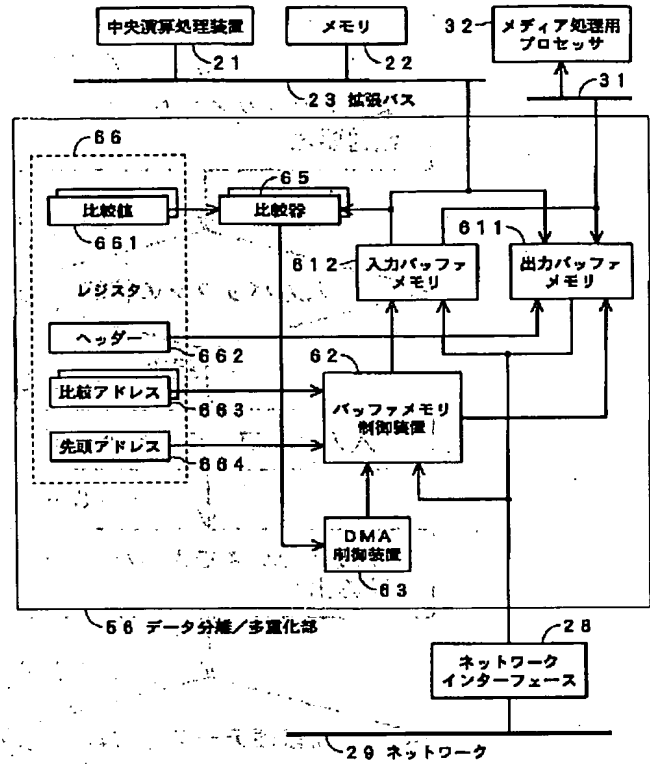 中央演算処理装置
21
メモリ
22
32
メディア処理用
プロセッサ
31
23 拡張バス
66
65
比較値
661
比較器
611
612
入力バッファ
メモリ
出力バッファ
メモリ
レジスタ
ヘッダー
662
62
比較アドレス
663
バッファメモリ
制御装置
先頭アドレス
664
DMA
制御装置
63
56 データ分離/多重化部
28
ネットワーク
インターフェース
29 ネットワーク